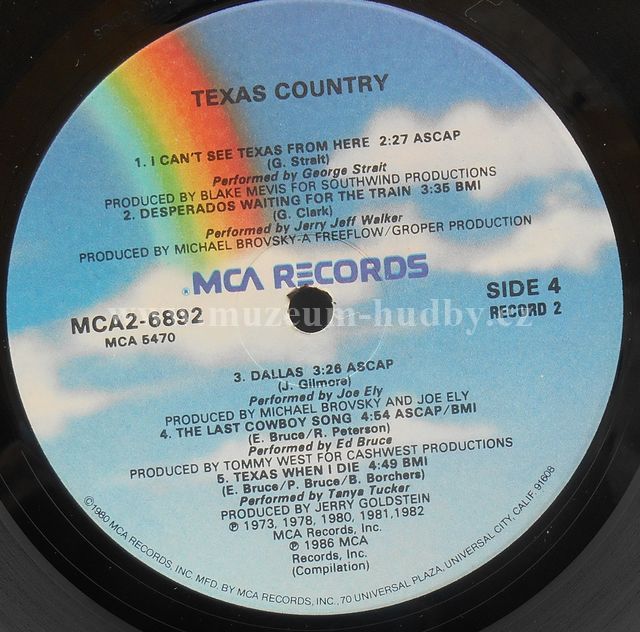 TEXAS COUNTRY
1. I CAN'T SEE TEXAS FROM HERE 2:27 ASCAP
(G. Strait)
Performed by George Strait
PRODUCED BY BLAKE MEVIS FOR SOUTHWIND PRODUCTIONS
2. DESPERADOS WAITING FOR THE TRAIN 3:35 BMI
(G. Clark)
Performed by Jerry Jeff Walker
PRODUCED BY MICHAEL BROVSKY-A FREEFLOW/GROPER PRODUCTION
MCA RECORDS
MCA2-6892
MCA 5470
SIDE 4
RECORD 2
www.muzeum-hudby.cz
3. DALLAS 3:26 ASCAP
(J. Gilmore)
Performed by Joe Ely
PRODUCED BY MICHAEL BROVSKY AND JOE ELY
4. THE LAST COWBOY SONG 4:54 ASCAP/BMI
(E. Bruce/R. Peterson)
Performed by Ed Bruce
PRODUCED BY TOMMY WEST FOR CASHWEST PRODUCTIONS
5. TEXAS WHEN I DIE 4:49 BMI
(E. Bruce/P. Bruce/B. Borchers)
Performed by Tanya Tucker
PRODUCED BY JERRY GOLDSTEIN
℗ 1973, 1978, 1980, 1981,1982
MCA Records, Inc.
℗ 1986 MCA
Records, Inc.
(Compilation)
©1980 MCA RECORDS, INC. MFD. BY MCA RECORDS, INC., 70 UNIVERSAL PLAZA, UNIVERSAL CITY, CALIF. 91608